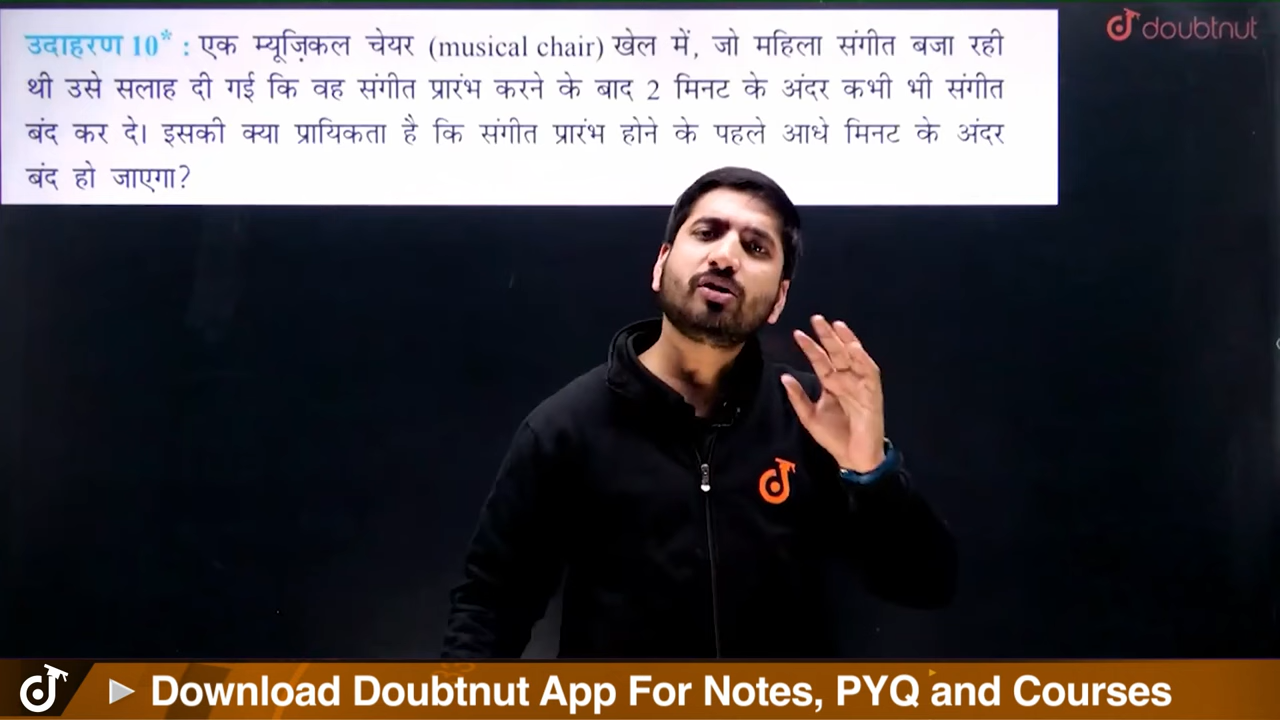 उदाहरण 10* : एक म्यूज़िकल चेयर (musical chair) खेल में, जो महिला संगीत बजा रही
थी उसे सलाह दी गई कि वह संगीत प्रारंभ करने के बाद 2 मिनट के अंदर कभी भी संगीत
बंद कर दे। इसकी क्या प्रायिकता है कि संगीत प्रारंभ होने के पहले आधे मिनट के अंदर
बंद हो जाएगा?
doubtnut
Download Doubtnut App For Notes, PYQ and Courses